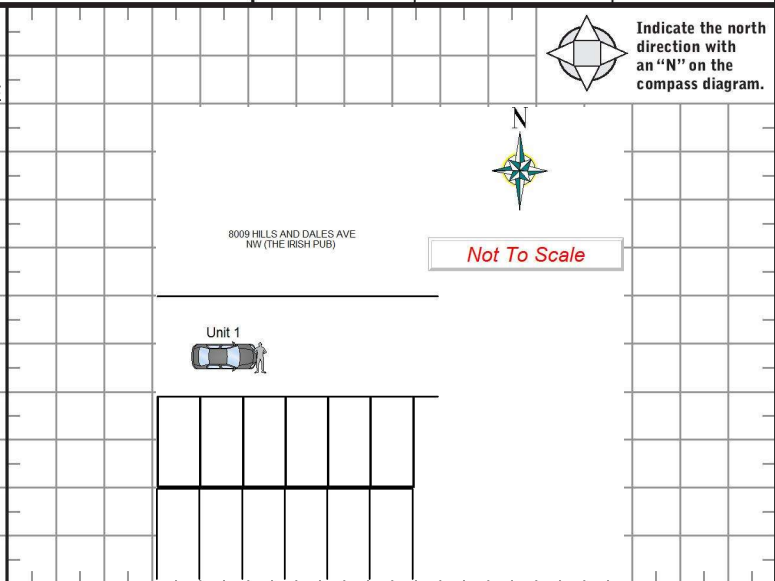 Indicate the north
direction with
an “N” on the
compass diagram.
N
8009 HILLS AND DALES AVE
NW (THE IRISH PUB)
Not To Scale
Unit 1